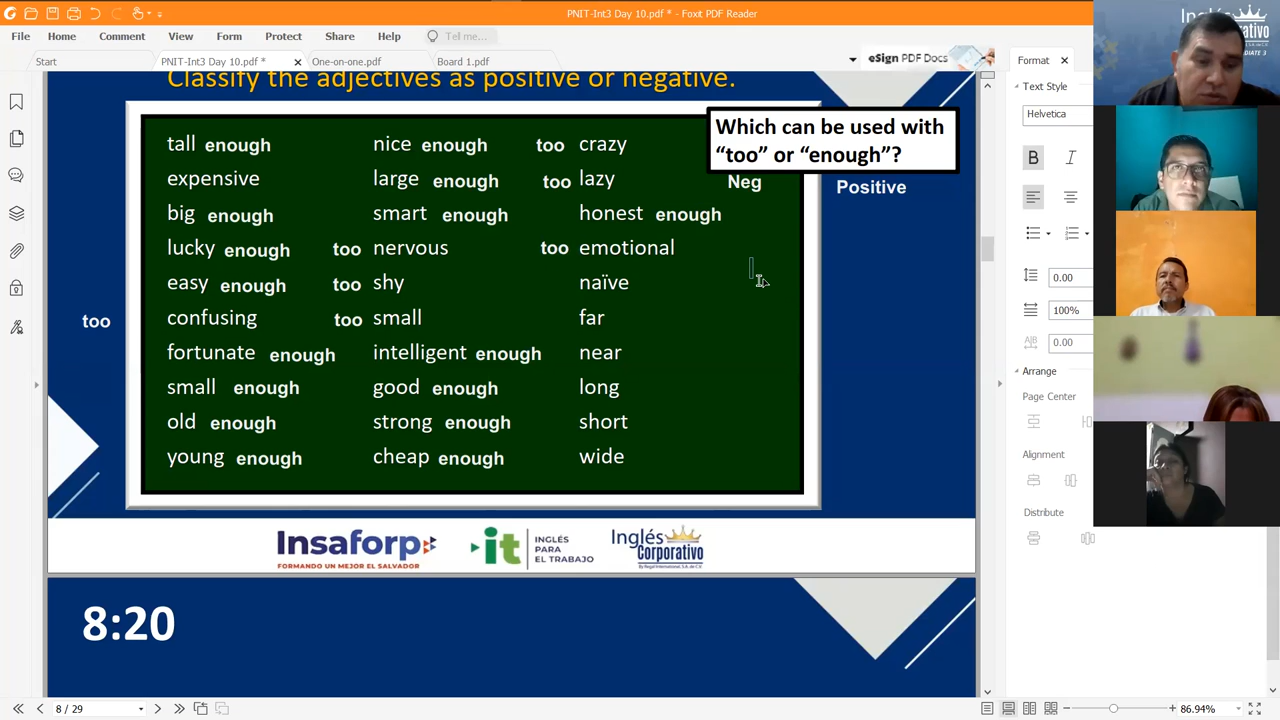 PNIT-Int3 Day 10.pdf * - Foxit PDF Reader
File Home Comment View Form Protect Share Help Tell me...
Start PNIT-Int3 Day 10.pdf * One-on-one.pdf Board 1.pdf eSign PDF Docs
Classify the adjectives as positive or negative.
Which can be used with
“too” or “enough”?
Neg
Positive
tall enough nice enough too crazy
expensive large enough too lazy
big enough smart enough honest enough
lucky enough too nervous too emotional
easy enough too shy naïve
too confusing too small far
fortunate enough intelligent enough near
small enough good enough long
old enough strong enough short
young enough cheap enough wide
Insaforp
FORMANDO UN MEJOR EL SALVADOR
it INGLÉS
PARA
EL TRABAJO
Inglés
Corporativo
By Regal International, S.A. de C.V.
8:20
8 / 29
86.94%
Format
Text Style
Helvetica
B I
0.00
100%
0.00
Arrange
Page Center
Alignment
Distribute